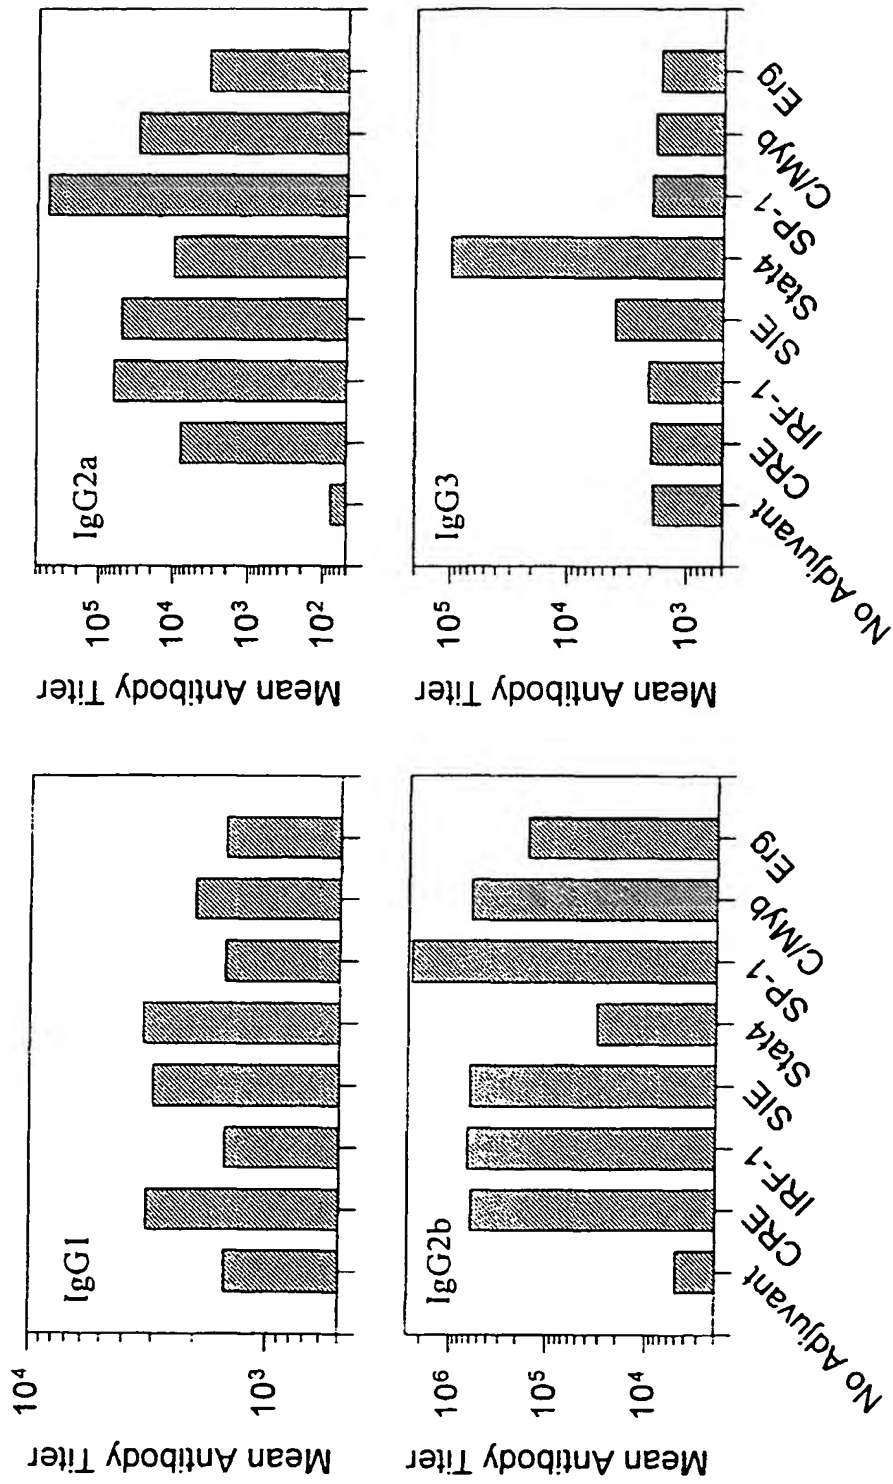 IgG1
Mean Antibody Titer
10⁴
10³
IgG2a
Mean Antibody Titer
10⁵
10⁴
10³
10²
IgG2b
Mean Antibody Titer
10⁶
10⁵
10⁴
No Adjuvant
CRE
IRF-1
SIE
Stat4
SP-1
C/Myb
Erg
IgG3
Mean Antibody Titer
10⁵
10⁴
10³
No Adjuvant
CRE
IRF-1
SIE
Stat4
SP-1
C/Myb
Erg